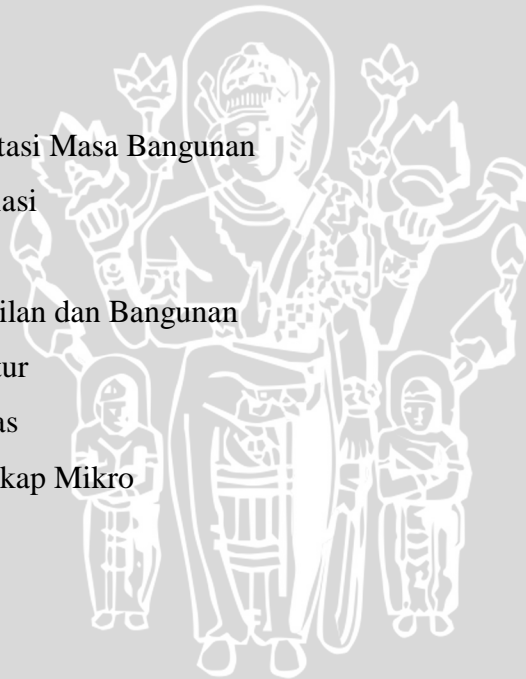 tasi Masa Bangunan
asi
ilan dan Bangunan
tur
as
kap Mikro